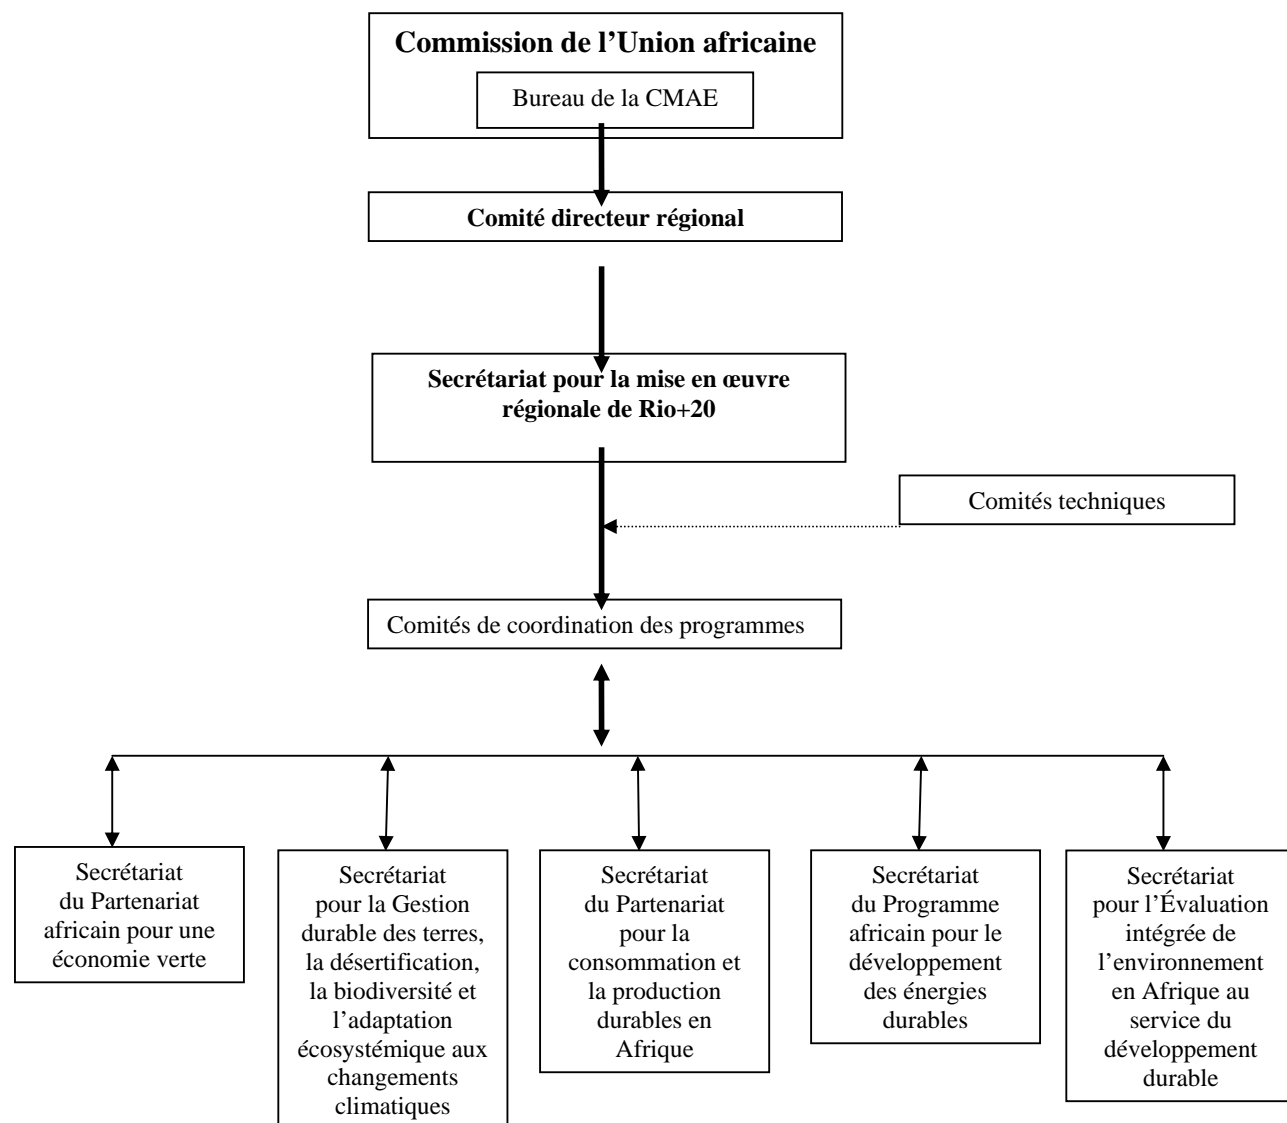 Commission de l’Union africaine
Bureau de la CMAE
Comité directeur régional
Secrétariat pour la mise en œuvre
régionale de Rio+20
Comités techniques
Comités de coordination des programmes
Secrétariat
du Partenariat
africain pour une
économie verte
Secrétariat
pour la Gestion
durable des terres,
la désertification,
la biodiversité et
l’adaptation
écosystémique aux
changements
climatiques
Secrétariat
du Partenariat
pour la
consommation et
la production
durables en
Afrique
Secrétariat
du Programme
africain pour le
développement
des énergies
durables
Secrétariat
pour l’Évaluation
intégrée de
l’environnement
en Afrique au
service du
développement
durable